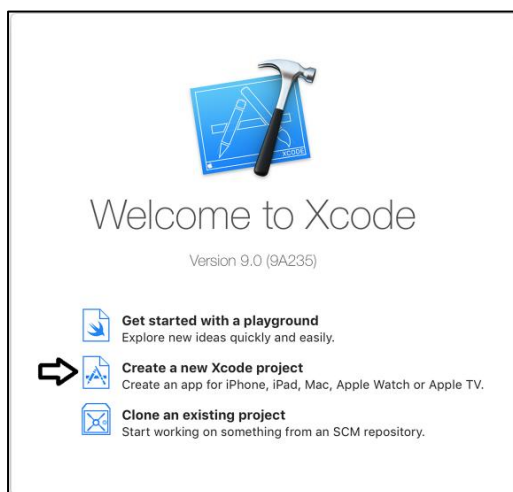 XCODE
Welcome to Xcode
Version 9.0 (9A235)
Get started with a playground
Explore new ideas quickly and easily.
Create a new Xcode project
Create an app for iPhone, iPad, Mac, Apple Watch or Apple TV.
Clone an existing project
Start working on something from an SCM repository.